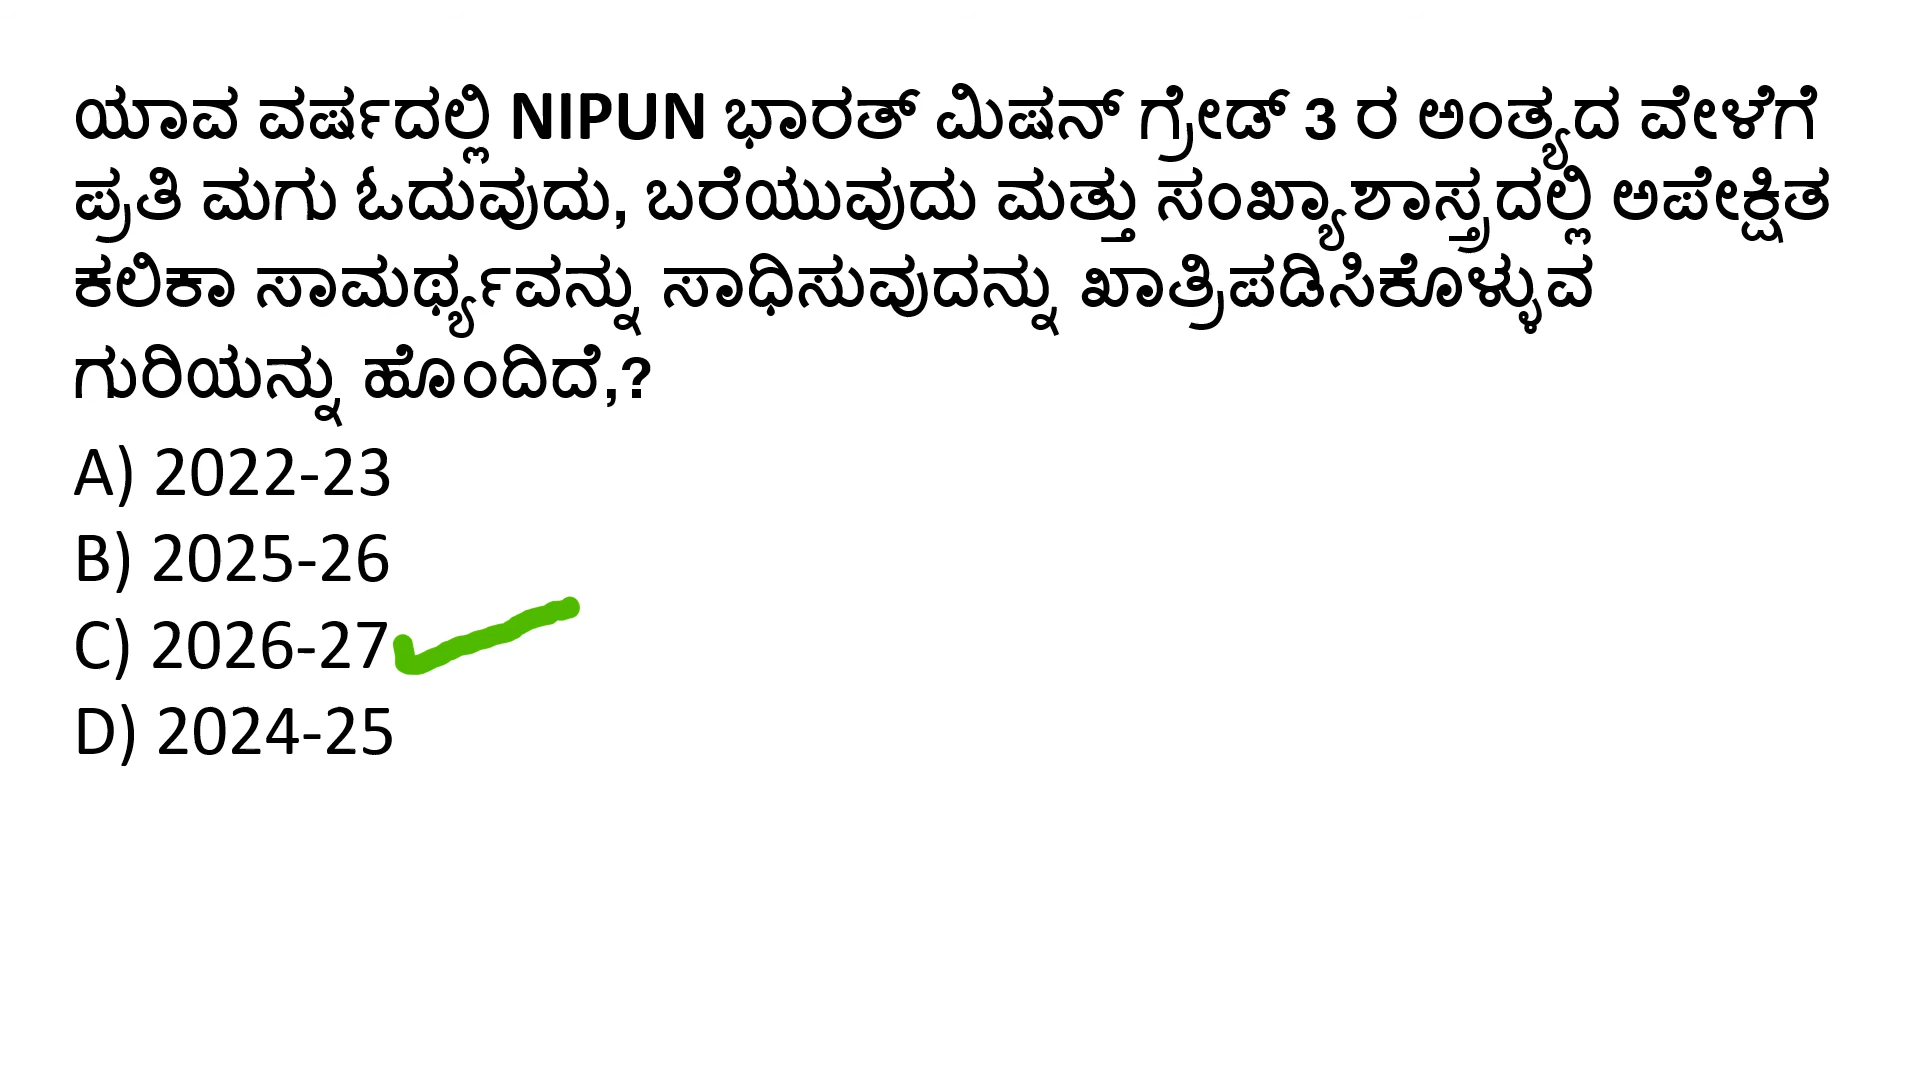 ಯಾವ ವರ್ಷದಲ್ಲಿ NIPUN ಭಾರತ್ ಮಿಷನ್ ಗ್ರೇಡ್ 3 ರ ಅಂತ್ಯದ ವೇಳೆಗೆ
ಪ್ರತಿ ಮಗು ಓದುವುದು, ಬರೆಯುವುದು ಮತ್ತು ಸಂಖ್ಯಾಶಾಸ್ತ್ರದಲ್ಲಿ ಅಪೇಕ್ಷಿತ
ಕಲಿಕಾ ಸಾಮರ್ಥ್ಯವನ್ನು ಸಾಧಿಸುವುದನ್ನು ಖಾತ್ರಿಪಡಿಸಿಕೊಳ್ಳುವ
ಗುರಿಯನ್ನು ಹೊಂದಿದೆ,?
A) 2022-23
B) 2025-26
C) 2026-27
D) 2024-25